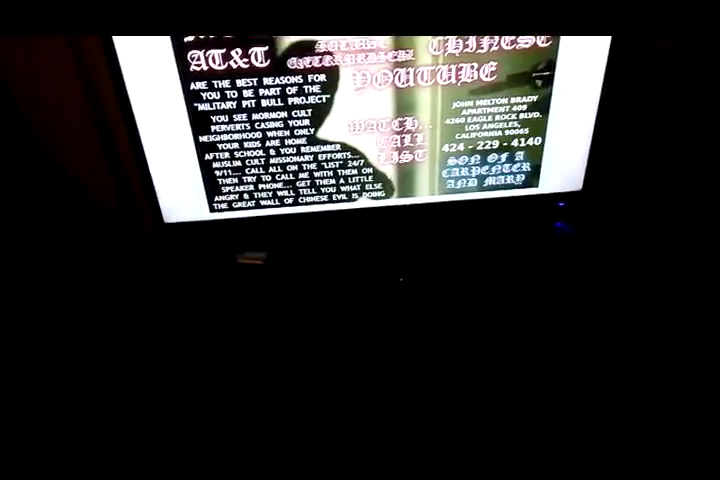 AT&T
CHINESE
YOUTUBE
ARE THE BEST REASONS FOR
YOU TO BE PART OF THE
"MILITARY PIT BULL PROJECT"
YOU SEE MORMON CULT
PERVERTS CASING YOUR
NEIGHBORHOOD WHEN ONLY
YOUR KIDS ARE HOME
AFTER SCHOOL & YOU REMEMBER
MUSLIM CULT MISSIONARY EFFORTS...
9/11... CALL ALL ON THE "LIST" 24/7
THEN TRY TO CALL ME WITH THEM ON
SPEAKER PHONE... GET THEM A LITTLE
ANGRY & THEY WILL TELL YOU WHAT ELSE
THE GREAT WALL OF CHINESE EVIL IS DOING
WATCH...
CALL
LIST
JOHN MELTON BRADY
APARTMENT 409
4260 EAGLE ROCK BLVD.
LOS ANGELES,
CALIFORNIA 90065
424 - 229 - 4140
SON OF A
CARPENTER
AND MARY